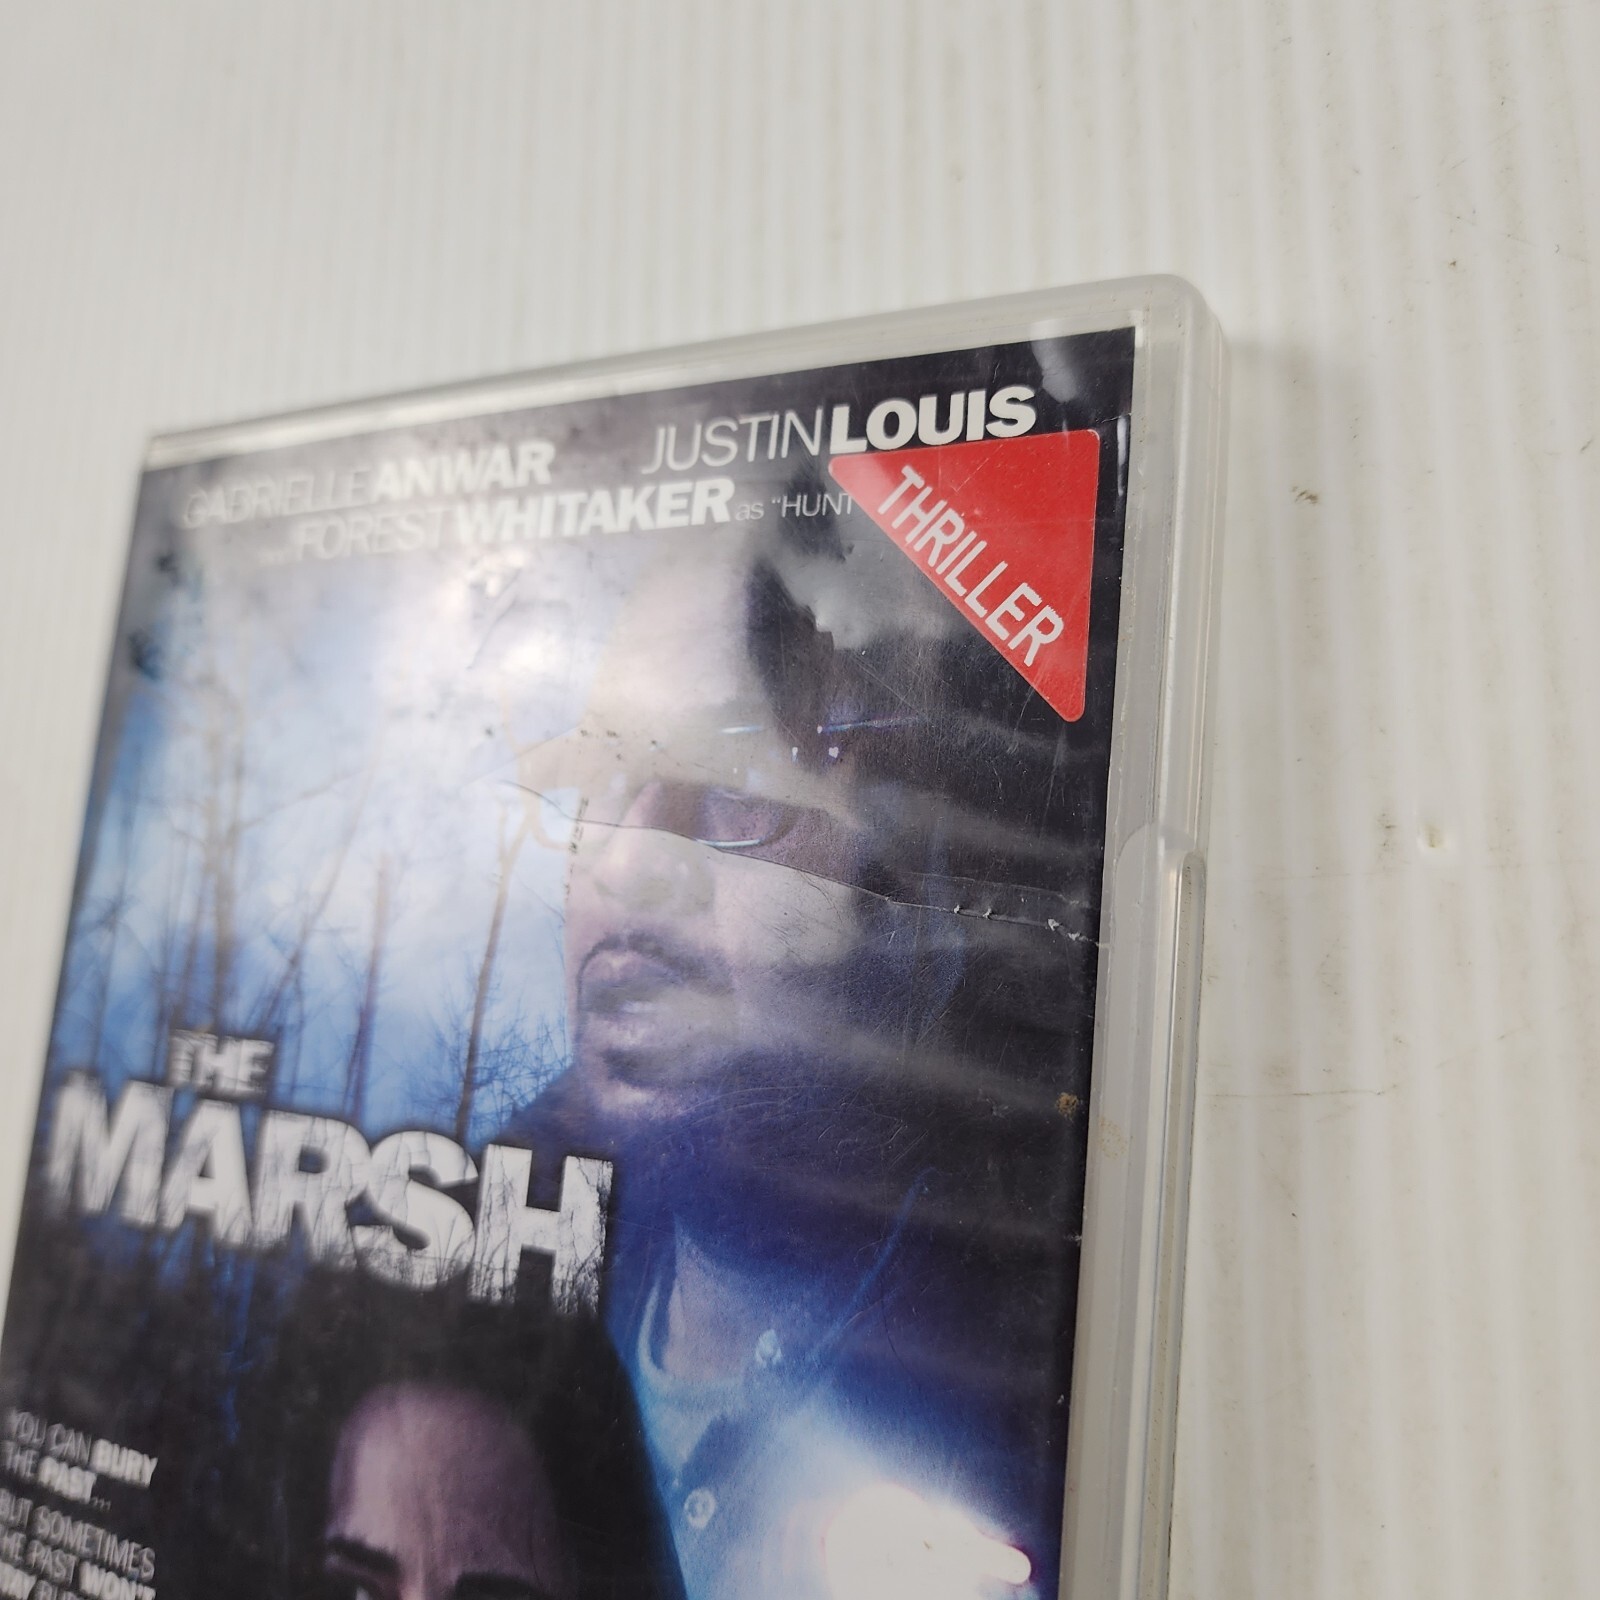 GABRIELLE ANWAR JUSTIN LOUIS
FOREST WHITAKER as "HUNT
THRILLER
THE
MARSH
YOU CAN BURY
THE PAST...
BUT SOMETIMES
THE PAST WON'T